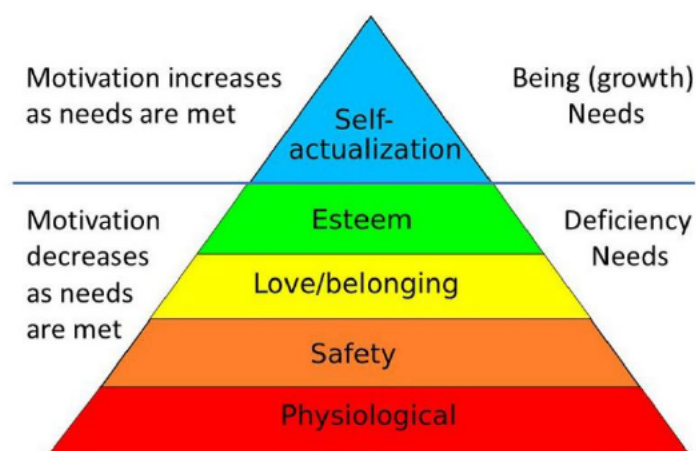 Motivation increases
as needs are met
Being (growth)
Needs
Self-
actualization
Motivation
decreases
as needs
are met
Esteem
Deficiency
Needs
Love/belonging
Safety
Physiological